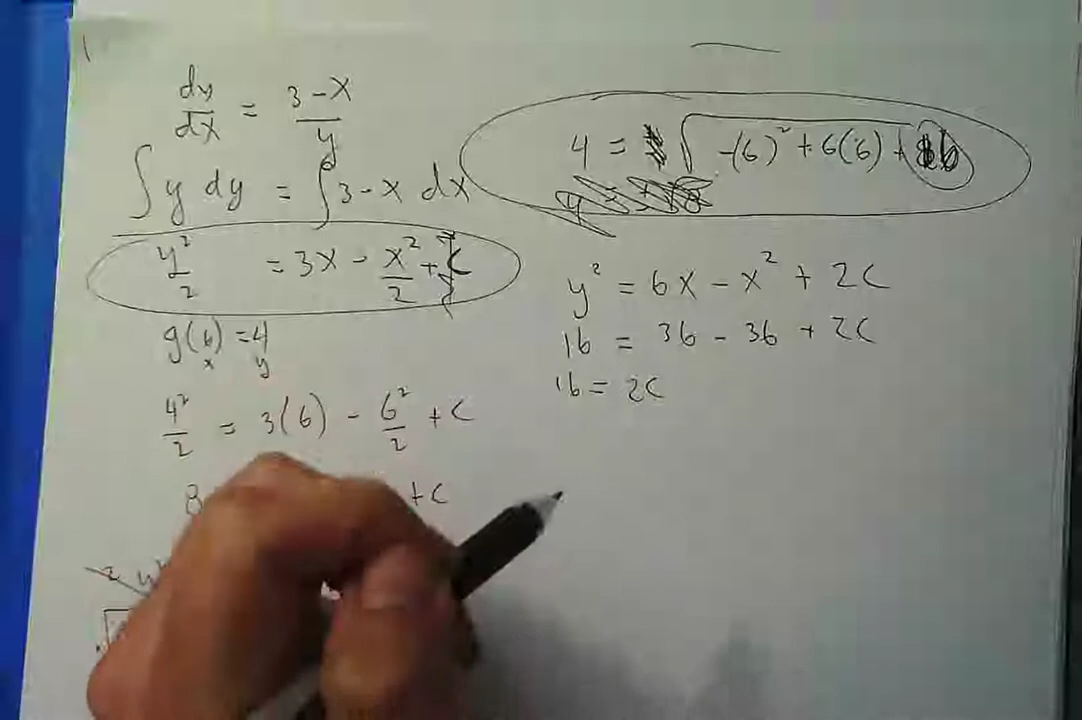 dy/dx = 3-x/y
∫ y dy = ∫ 3-x dx
y²/2 = 3x - x²/2 + C
g(6) = 4
x y
4²/2 = 3(6) - 6²/2 + C
8 + C
4 = √-(6)² + 6(6) + 16
y² = 6x - x² + 2C
16 = 36 - 36 + 2C
16 = 2C